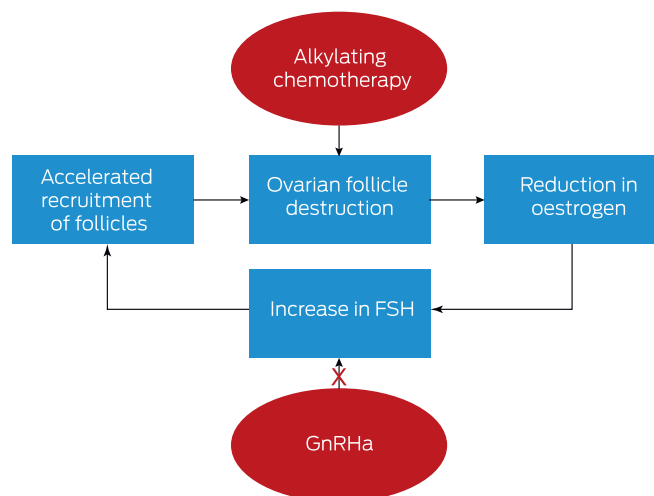 Alkylating
chemotherapy
Accelerated
recruitment
of follicles
Ovarian follicle
destruction
Reduction in
oestrogen
Increase in FSH
X
GnRHa